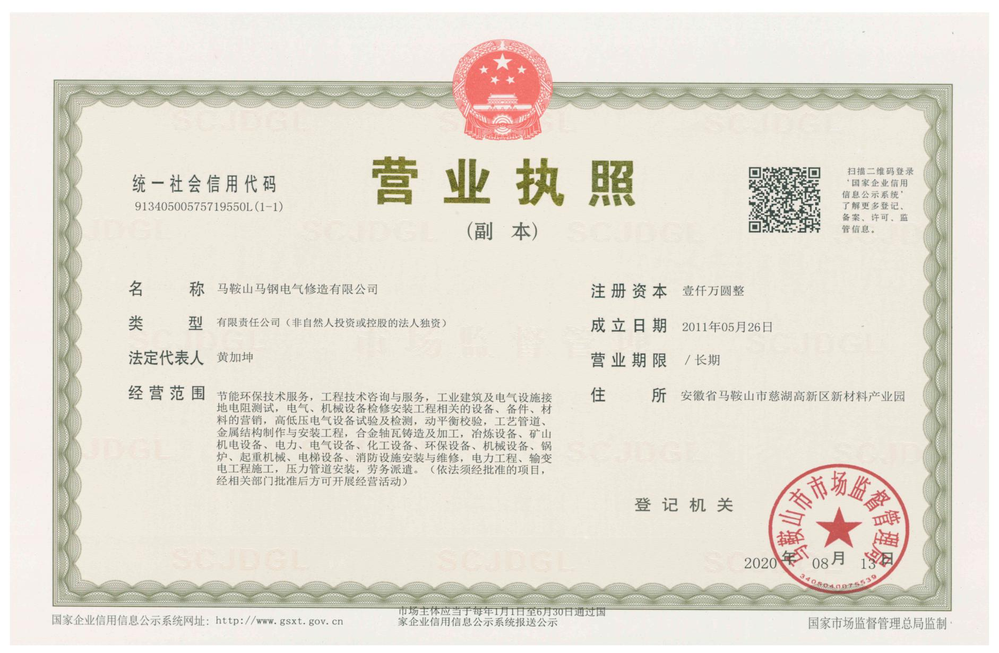 营业执照
(副 本)
统一社会信用代码
91340500575719550L(1-1)
扫描二维码登录
‘国家企业信用
信息公示系统’
了解更多登记、
备案、许可、监
管信息。
名 称 马鞍山马钢电气修造有限公司
类 型 有限责任公司（非自然人投资或控股的法人独资）
法定代表人 黄加坤
经营范围 节能环保技术服务，工程技术咨询与服务，工业建筑及电气设施接
地电阻测试，电气、机械设备检修安装工程相关的设备、备件、材
料的营销，高低压电气设备试验及检测，动平衡校验，工艺管道、
金属结构制作与安装工程，合金轴瓦铸造及加工，冶炼设备、矿山
机电设备、电力、电气设备、化工设备、环保设备、机械设备、锅
炉、起重机械、电梯设备、消防设施安装与维修，电力工程、输变
电工程施工，压力管道安装，劳务派遣。（依法须经批准的项目，
经相关部门批准后方可开展经营活动）
注册资本 壹仟万圆整
成立日期 2011年05月26日
营业期限 / 长期
住 所 安徽省马鞍山市慈湖高新区新材料产业园
登记机关
马鞍山市市场监督管理局
3405040075539
2020年 08月 13日
国家企业信用信息公示系统网址：http://www.gsxt.gov.cn
市场主体应当于每年1月1日至6月30日通过国
家企业信用信息公示系统报送公示
国家市场监督管理总局监制